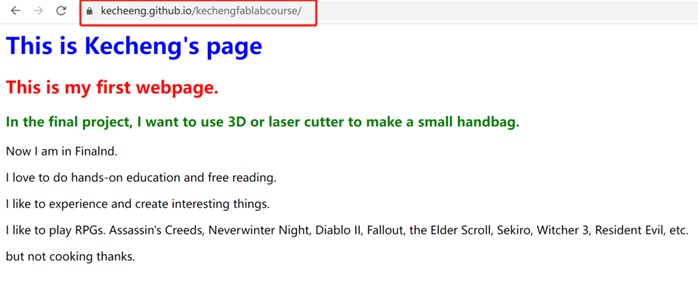 kecheeng.github.io/kechengfablabcourse/
This is Kecheng's page
This is my first webpage.
In the final project, I want to use 3D or laser cutter to make a small handbag.
Now I am in Finalnd.
I love to do hands-on education and free reading.
I like to experience and create interesting things.
I like to play RPGs. Assassin's Creeds, Neverwinter Night, Diablo II, Fallout, the Elder Scroll, Sekiro, Witcher 3, Resident Evil, etc.
but not cooking thanks.